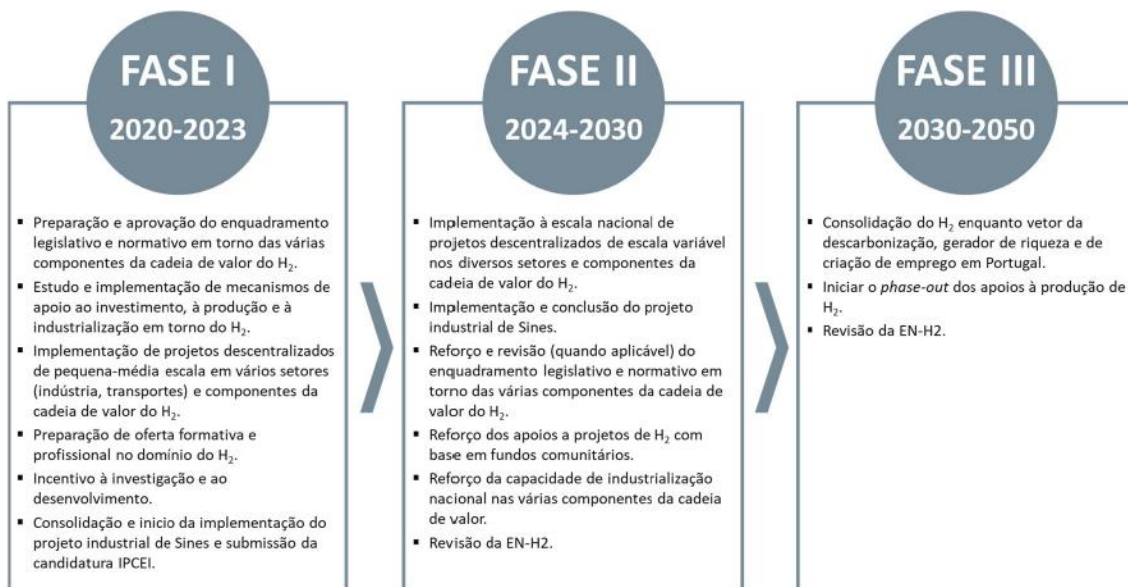 FASE I
2020-2023
▪ Preparação e aprovação do enquadramento
legislativo e normativo em torno das várias
componentes da cadeia de valor do H₂.
▪ Estudo e implementação de mecanismos de
apoio ao investimento, à produção e à
industrialização em torno do H₂.
▪ Implementação de projetos descentralizados
de pequena-média escala em vários setores
(indústria, transportes) e componentes da
cadeia de valor do H₂.
▪ Preparação de oferta formativa e
profissional no domínio do H₂.
▪ Incentivo à investigação e ao
desenvolvimento.
▪ Consolidação e inicio da implementação do
projeto industrial de Sines e submissão da
candidatura IPCEI.
FASE II
2024-2030
▪ Implementação à escala nacional de
projetos descentralizados de escala variável
nos diversos setores e componentes da
cadeia de valor do H₂.
▪ Implementação e conclusão do projeto
industrial de Sines.
▪ Reforço e revisão (quando aplicável) do
enquadramento legislativo e normativo em
torno das várias componentes da cadeia de
valor do H₂.
▪ Reforço dos apoios a projetos de H₂ com
base em fundos comunitários.
▪ Reforço da capacidade de industrialização
nacional nas várias componentes da cadeia
de valor.
▪ Revisão da EN-H2.
FASE III
2030-2050
▪ Consolidação do H₂ enquanto vetor da
descarbonização, gerador de riqueza e de
criação de emprego em Portugal.
▪ Iniciar o phase-out dos apoios à produção de
H₂.
▪ Revisão da EN-H2.